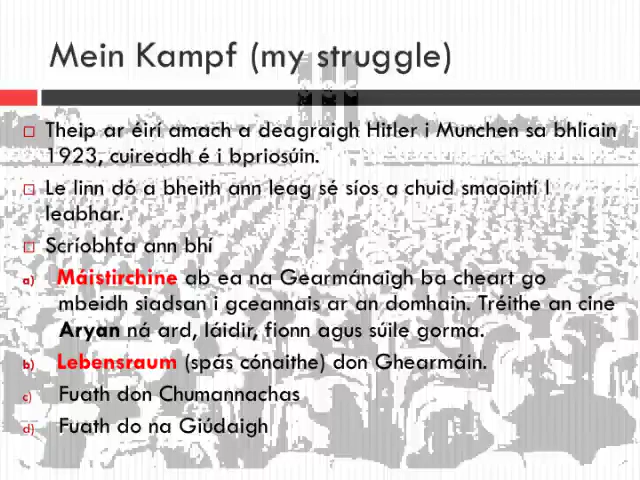 Mein Kampf (my struggle)
Theip ar éirí amach a deagraigh Hitler i Munchen sa bhliain
1923, cuireadh é i bpriosúin.
Le linn dó a bheith ann leag sé síos a chuid smaointí I
leabhar.
Scríobhfa ann bhí
a) Máistirchine ab ea na Gearmánaigh ba cheart go
mbeidh siadsan i gceannais ar an domhain. Tréithe an cine
Aryan ná ard, láidir, fionn agus súile gorma.
b) Lebensraum (spás cónaithe) don Ghearmáin.
c) Fuath don Chumannachas
d) Fuath do na Giúdaigh